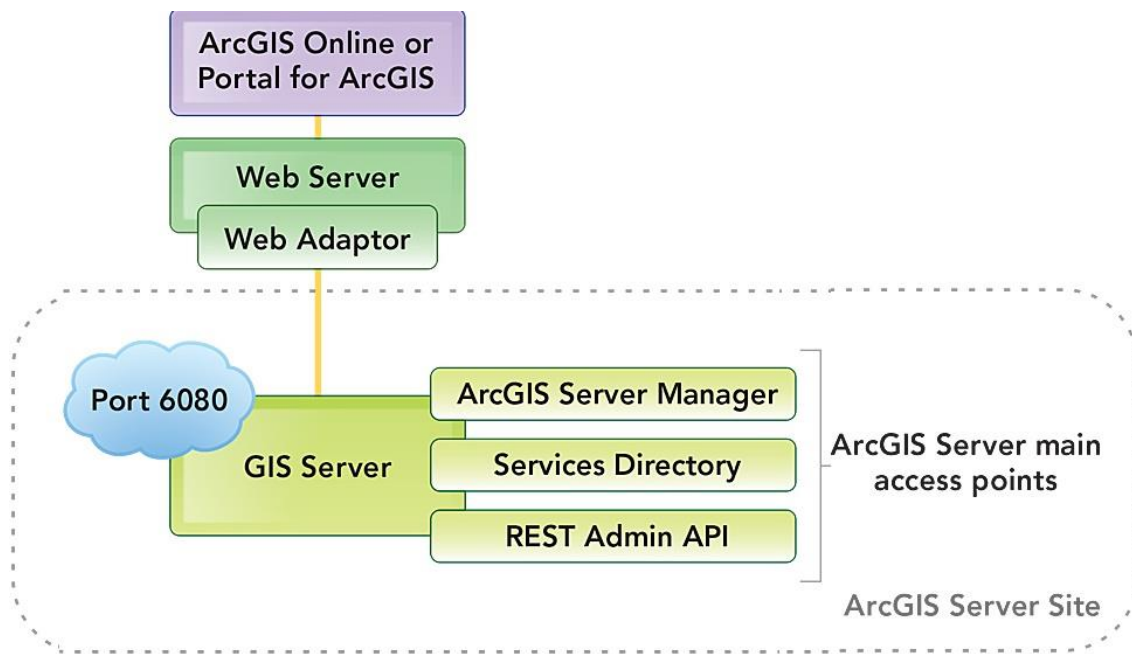 ArcGIS Online or
Portal for ArcGIS
Web Server
Web Adaptor
Port 6080
GIS Server
ArcGIS Server Manager
Services Directory
REST Admin API
ArcGIS Server main
access points
ArcGIS Server Site